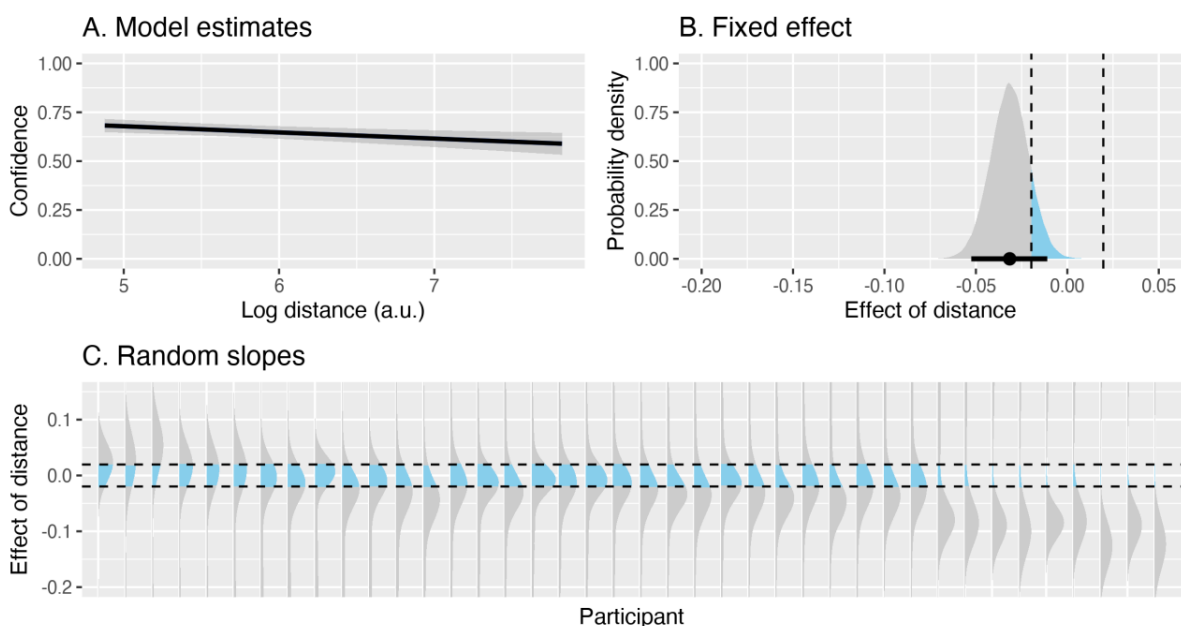 A. Model estimates
1.00
0.75
0.50
0.25
0.00
Confidence
5 6 7
Log distance (a.u.)
B. Fixed effect
1.00
0.75
0.50
0.25
0.00
Probability density
-0.20 -0.15 -0.10 -0.05 0.00 0.05
Effect of distance
C. Random slopes
0.1
0.0
-0.1
-0.2
Effect of distance
Participant